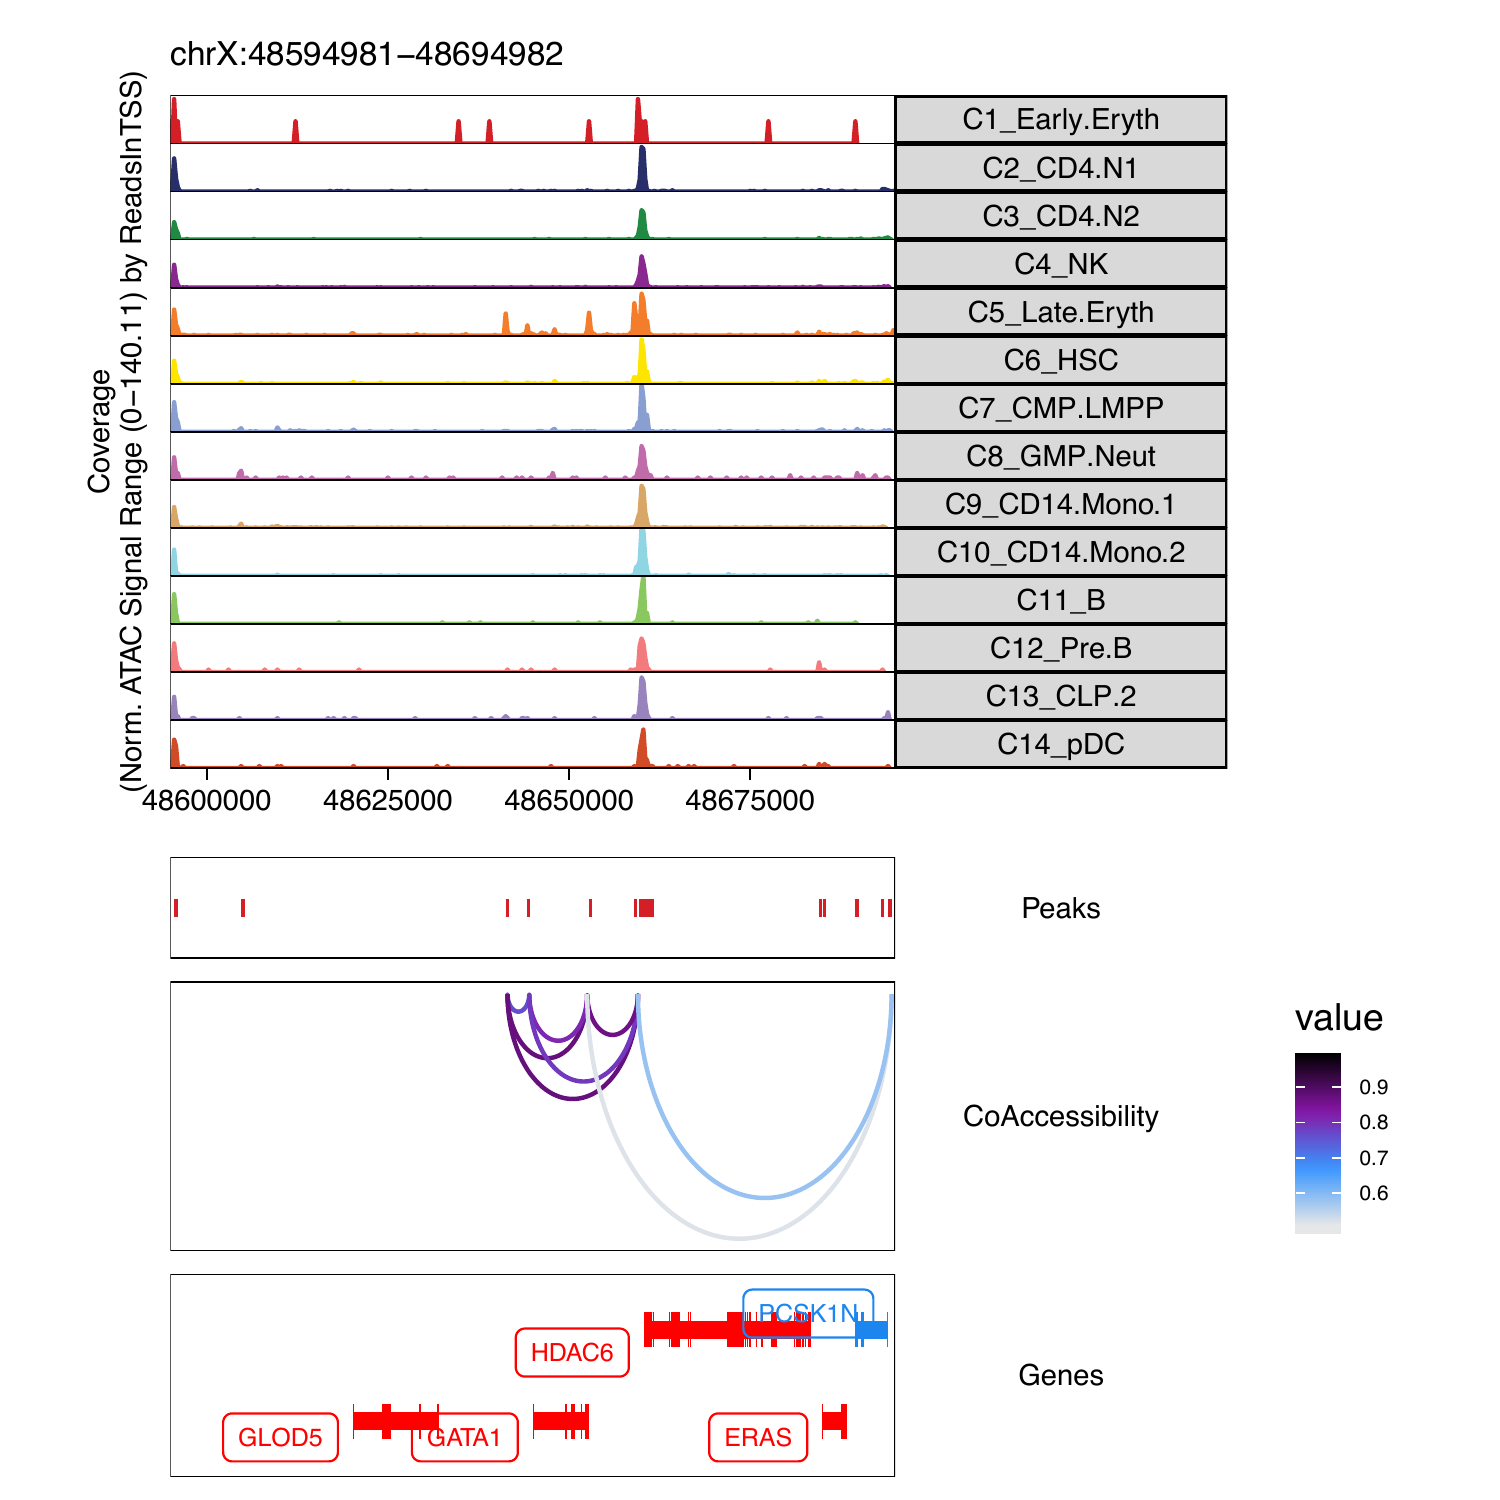 chrX:48594981−48694982
Coverage
(Norm. ATAC Signal Range (0−140.11) by ReadsInTSS)
C1_Early.Eryth
C2_CD4.N1
C3_CD4.N2
C4_NK
C5_Late.Eryth
C6_HSC
C7_CMP.LMPP
C8_GMP.Neut
C9_CD14.Mono.1
C10_CD14.Mono.2
C11_B
C12_Pre.B
C13_CLP.2
C14_pDC
48600000 48625000 48650000 48675000
Peaks
CoAccessibility
value
0.9
0.8
0.7
0.6
PCSK1N
HDAC6
Genes
GLOD5 GATA1 ERAS